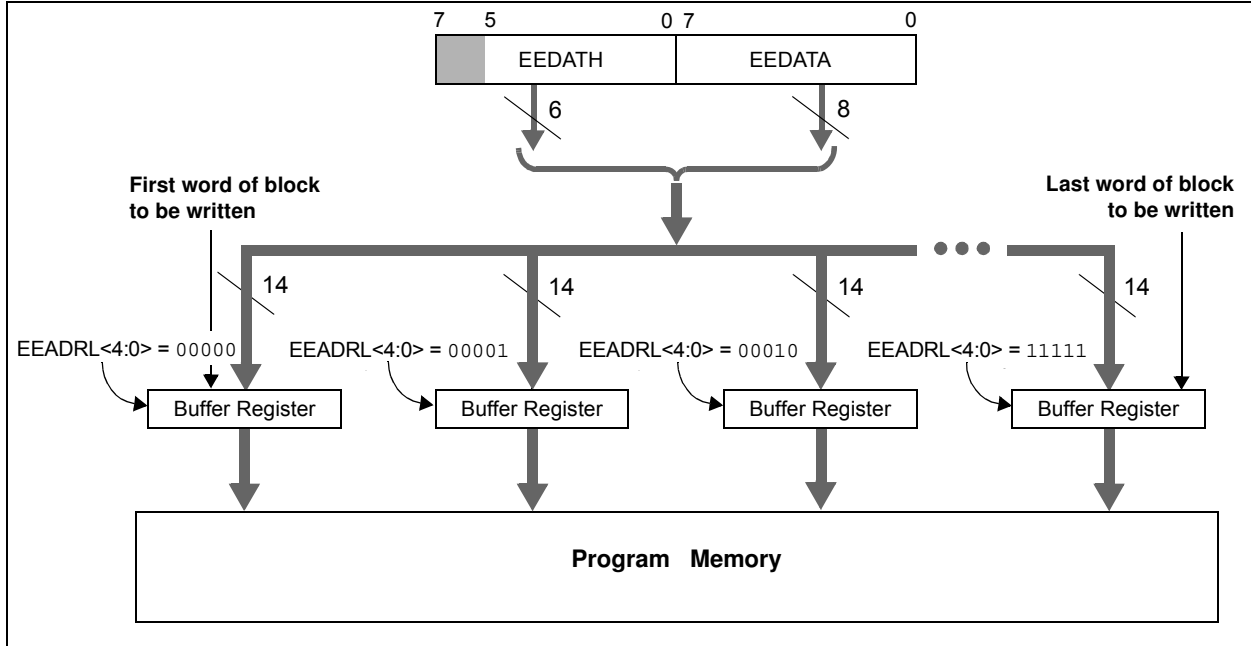 7 5 0 7 0
EEDATH EEDATA
6 8
First word of block
to be written
Last word of block
to be written
14 14 14 14
EEADRL<4:0> = 00000 EEADRL<4:0> = 00001 EEADRL<4:0> = 00010 EEADRL<4:0> = 11111
Buffer Register Buffer Register Buffer Register Buffer Register
Program Memory